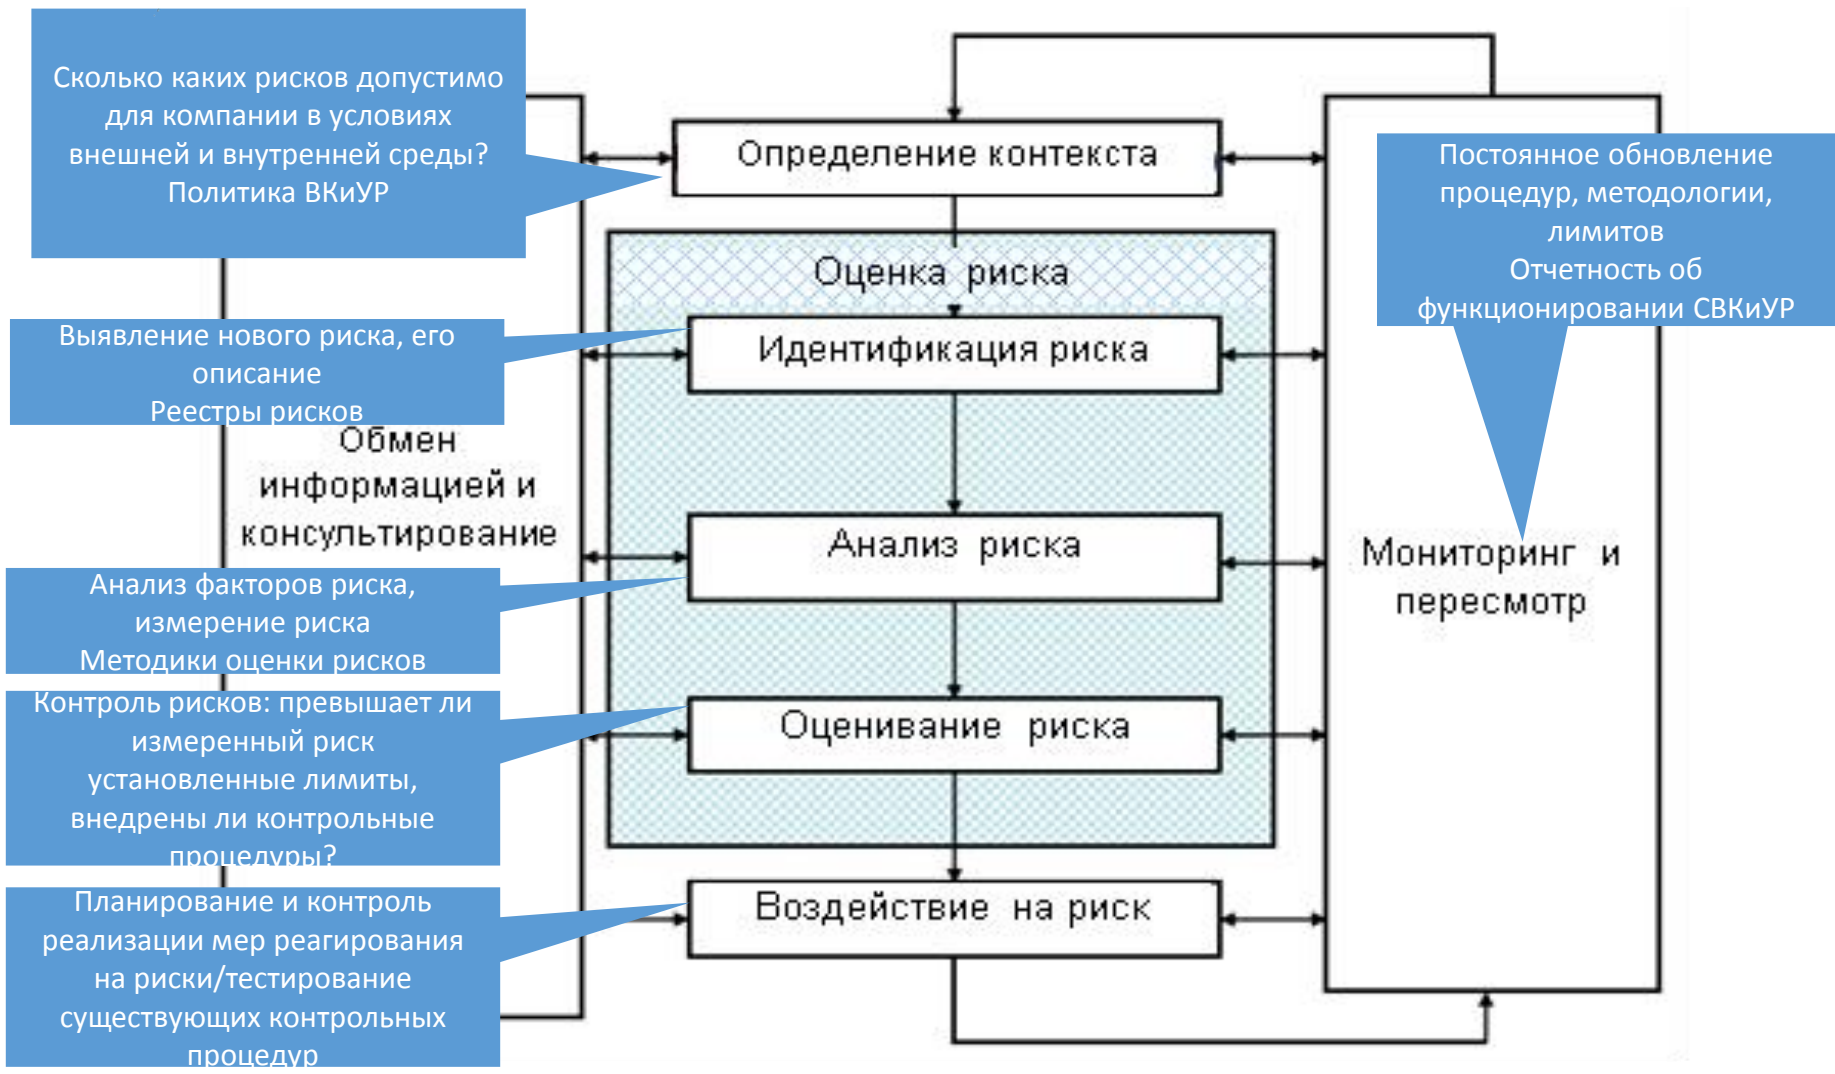 Сколько каких рисков допустимо
для компании в условиях
внешней и внутренней среды?
Политика ВКиУР
Определение контекста
Постоянное обновление
процедур, методологии,
лимитов
Отчетность об
функционировании СВКиУР
Оценка риска
Выявление нового риска, его
описание
Реестры рисков
Идентификация риска
Обмен
информацией и
консультирование
Анализ риска
Мониторинг и
пересмотр
Анализ факторов риска,
измерение риска
Методики оценки рисков
Контроль рисков: превышает ли
измеренный риск
установленные лимиты,
внедрены ли контрольные
процедуры?
Оценивание риска
Планирование и контроль
реализации мер реагирования
на риски/тестирование
существующих контрольных
процедур
Воздействие на риск